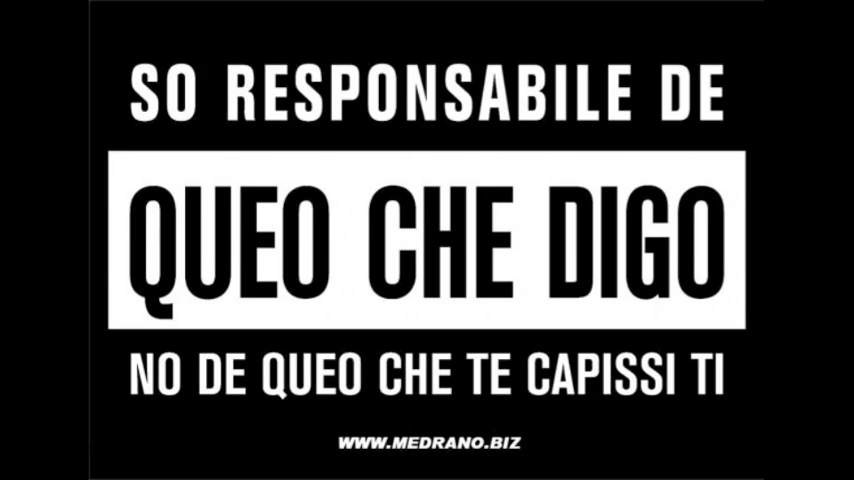 SO RESPONSABILE DE
QUEO CHE DIGO
NO DE QUEO CHE TE CAPISSI TI
WWW.MEDRANO.BIZ